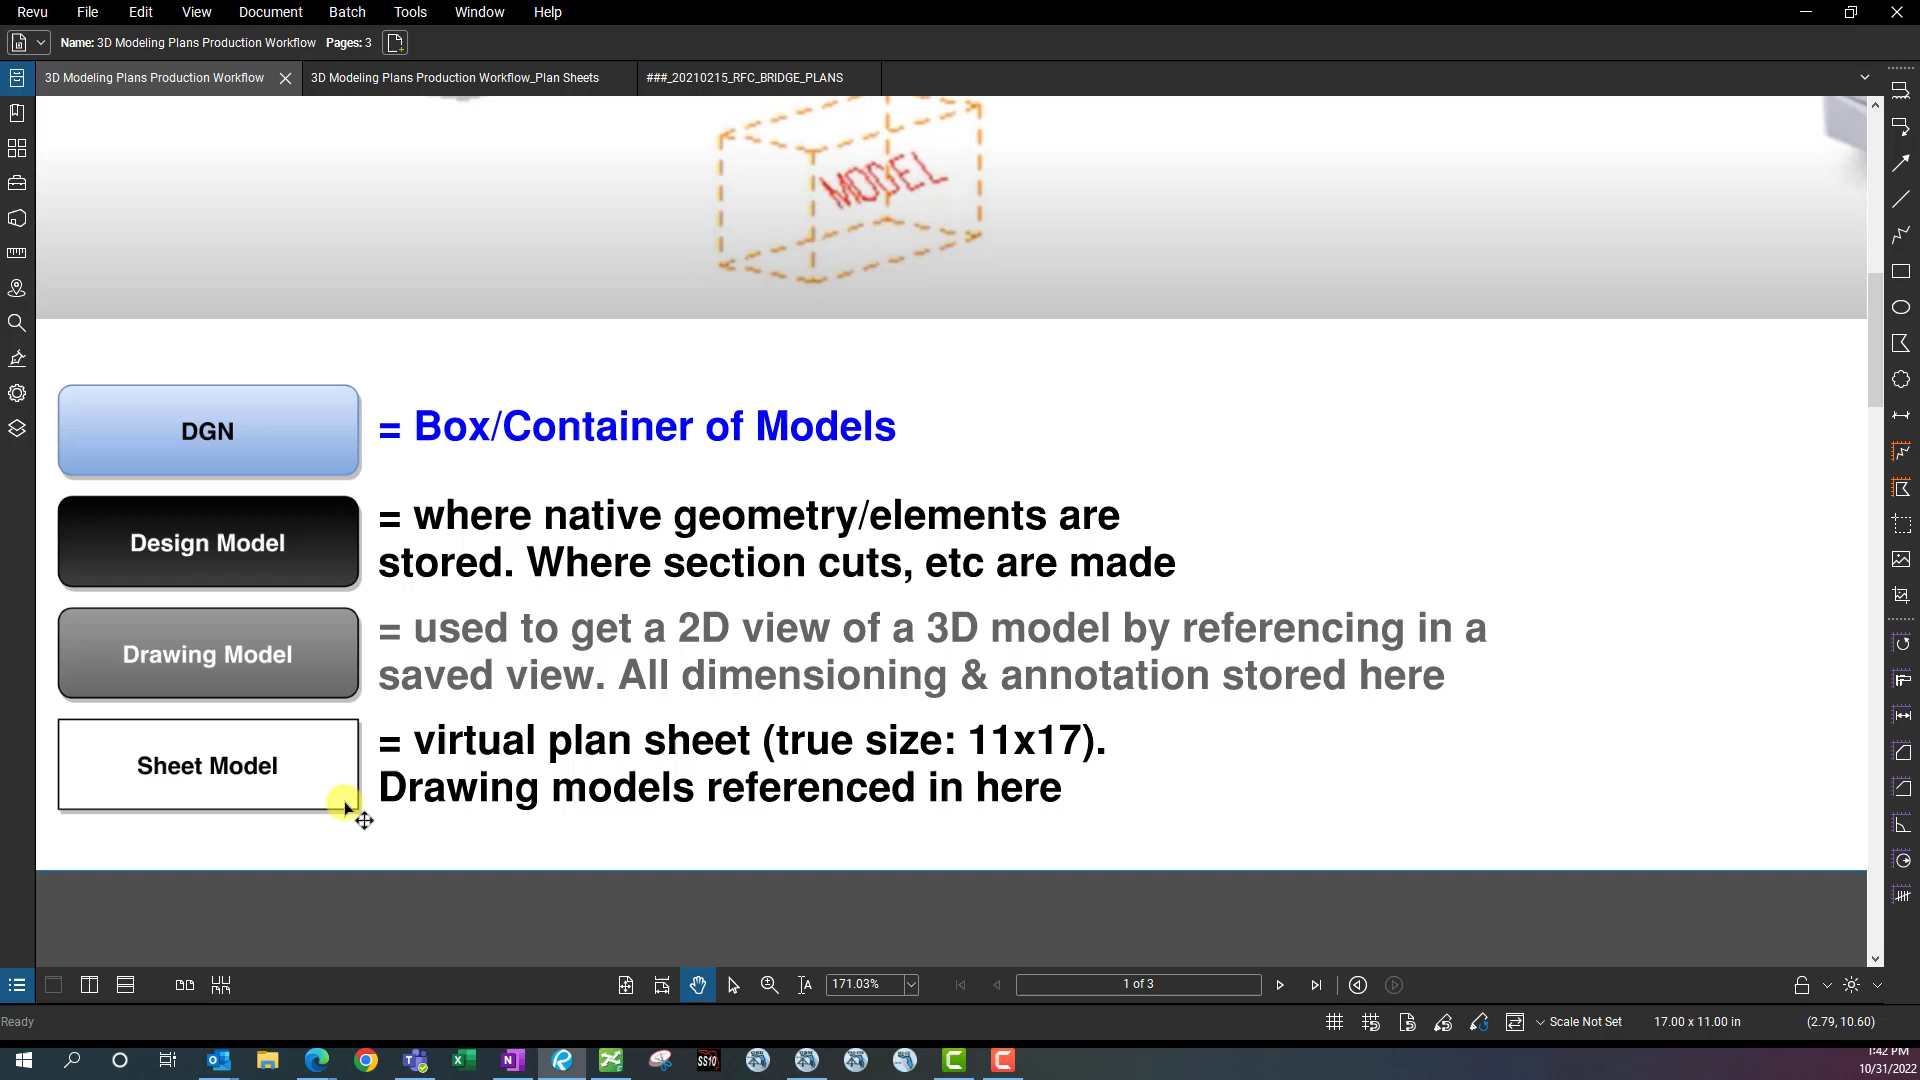 Revu File Edit View Document Batch Tools Window Help
Name: 3D Modeling Plans Production Workflow Pages: 3
3D Modeling Plans Production Workflow 3D Modeling Plans Production Workflow_Plan Sheets ###_20210215_RFC_BRIDGE_PLANS
MODEL
DGN
= Box/Container of Models
Design Model
= where native geometry/elements are
stored. Where section cuts, etc are made
Drawing Model
= used to get a 2D view of a 3D model by referencing in a
saved view. All dimensioning & annotation stored here
Sheet Model
= virtual plan sheet (true size: 11x17).
Drawing models referenced in here
171.03% 1 of 3
Ready Scale Not Set 17.00 x 11.00 in (2.79, 10.60)
SS10
1:42 PM
10/31/2022